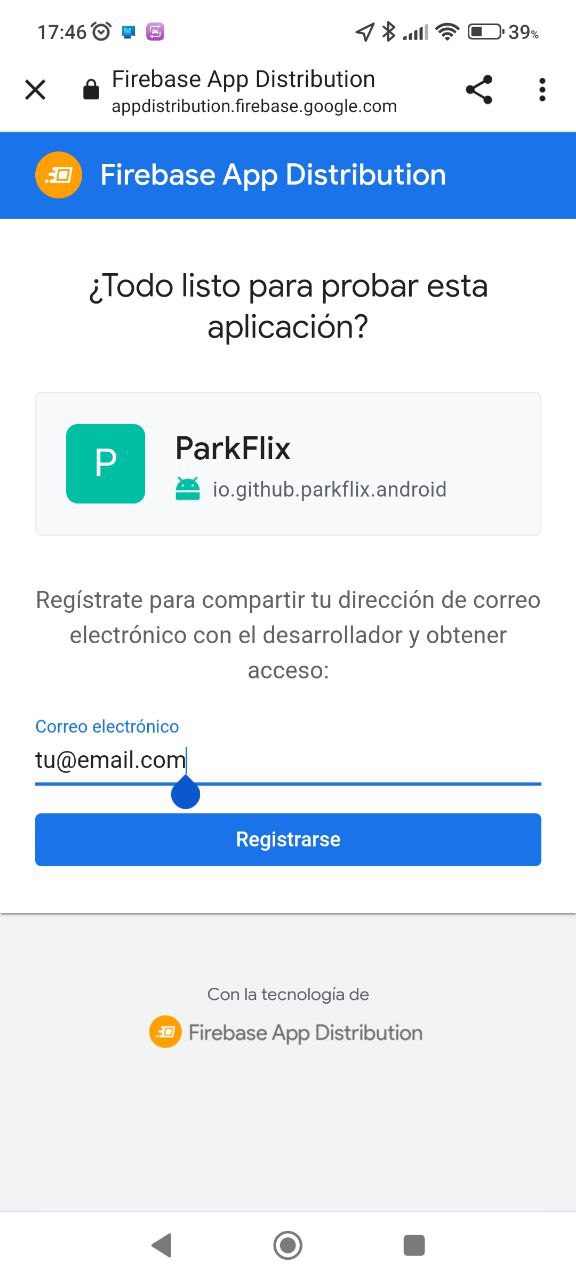 17:46
39%
Firebase App Distribution
appdistribution.firebase.google.com
Firebase App Distribution
¿Todo listo para probar esta
aplicación?
P
ParkFlix
io.github.parkflix.android
Regístrate para compartir tu dirección de correo
electrónico con el desarrollador y obtener
acceso:
Correo electrónico
tu@email.com
Registrarse
Con la tecnología de
Firebase App Distribution